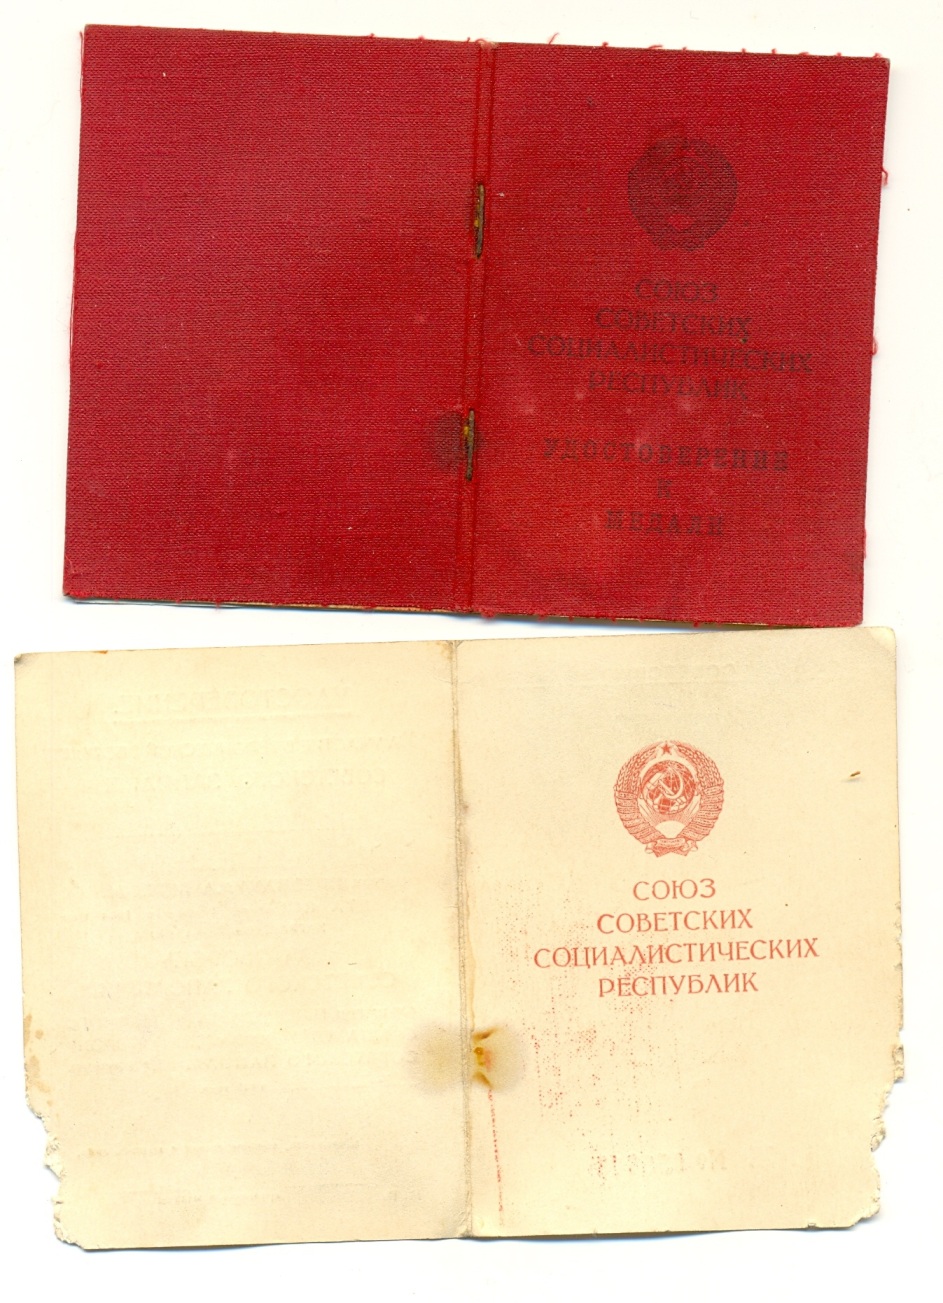 СОЮЗ
СОВЕТСКИХ
СОЦИАЛИСТИЧЕСКИХ
РЕСПУБЛИК
УДОСТОВЕРЕНИЕ
К
МЕДАЛИ
СОЮЗ
СОВЕТСКИХ
СОЦИАЛИСТИЧЕСКИХ
РЕСПУБЛИК